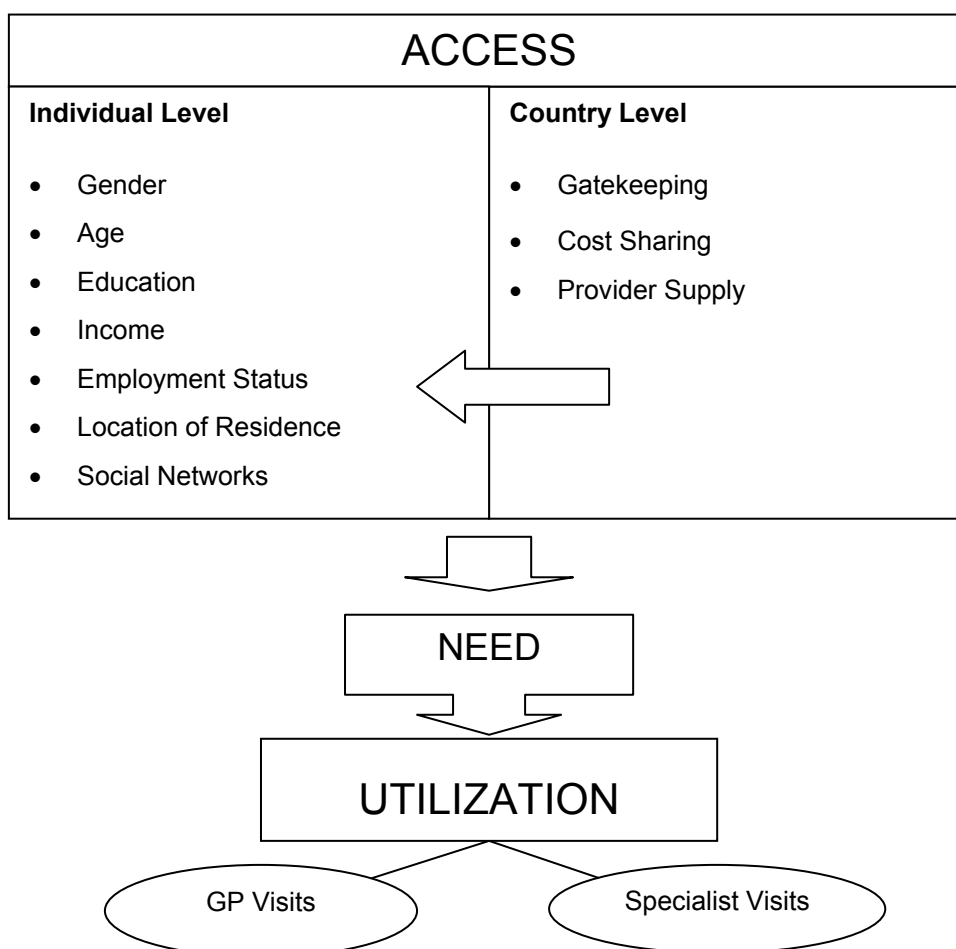 ACCESS
Individual Level
• Gender
• Age
• Education
• Income
• Employment Status
• Location of Residence
• Social Networks
Country Level
• Gatekeeping
• Cost Sharing
• Provider Supply
NEED
UTILIZATION
GP Visits
Specialist Visits